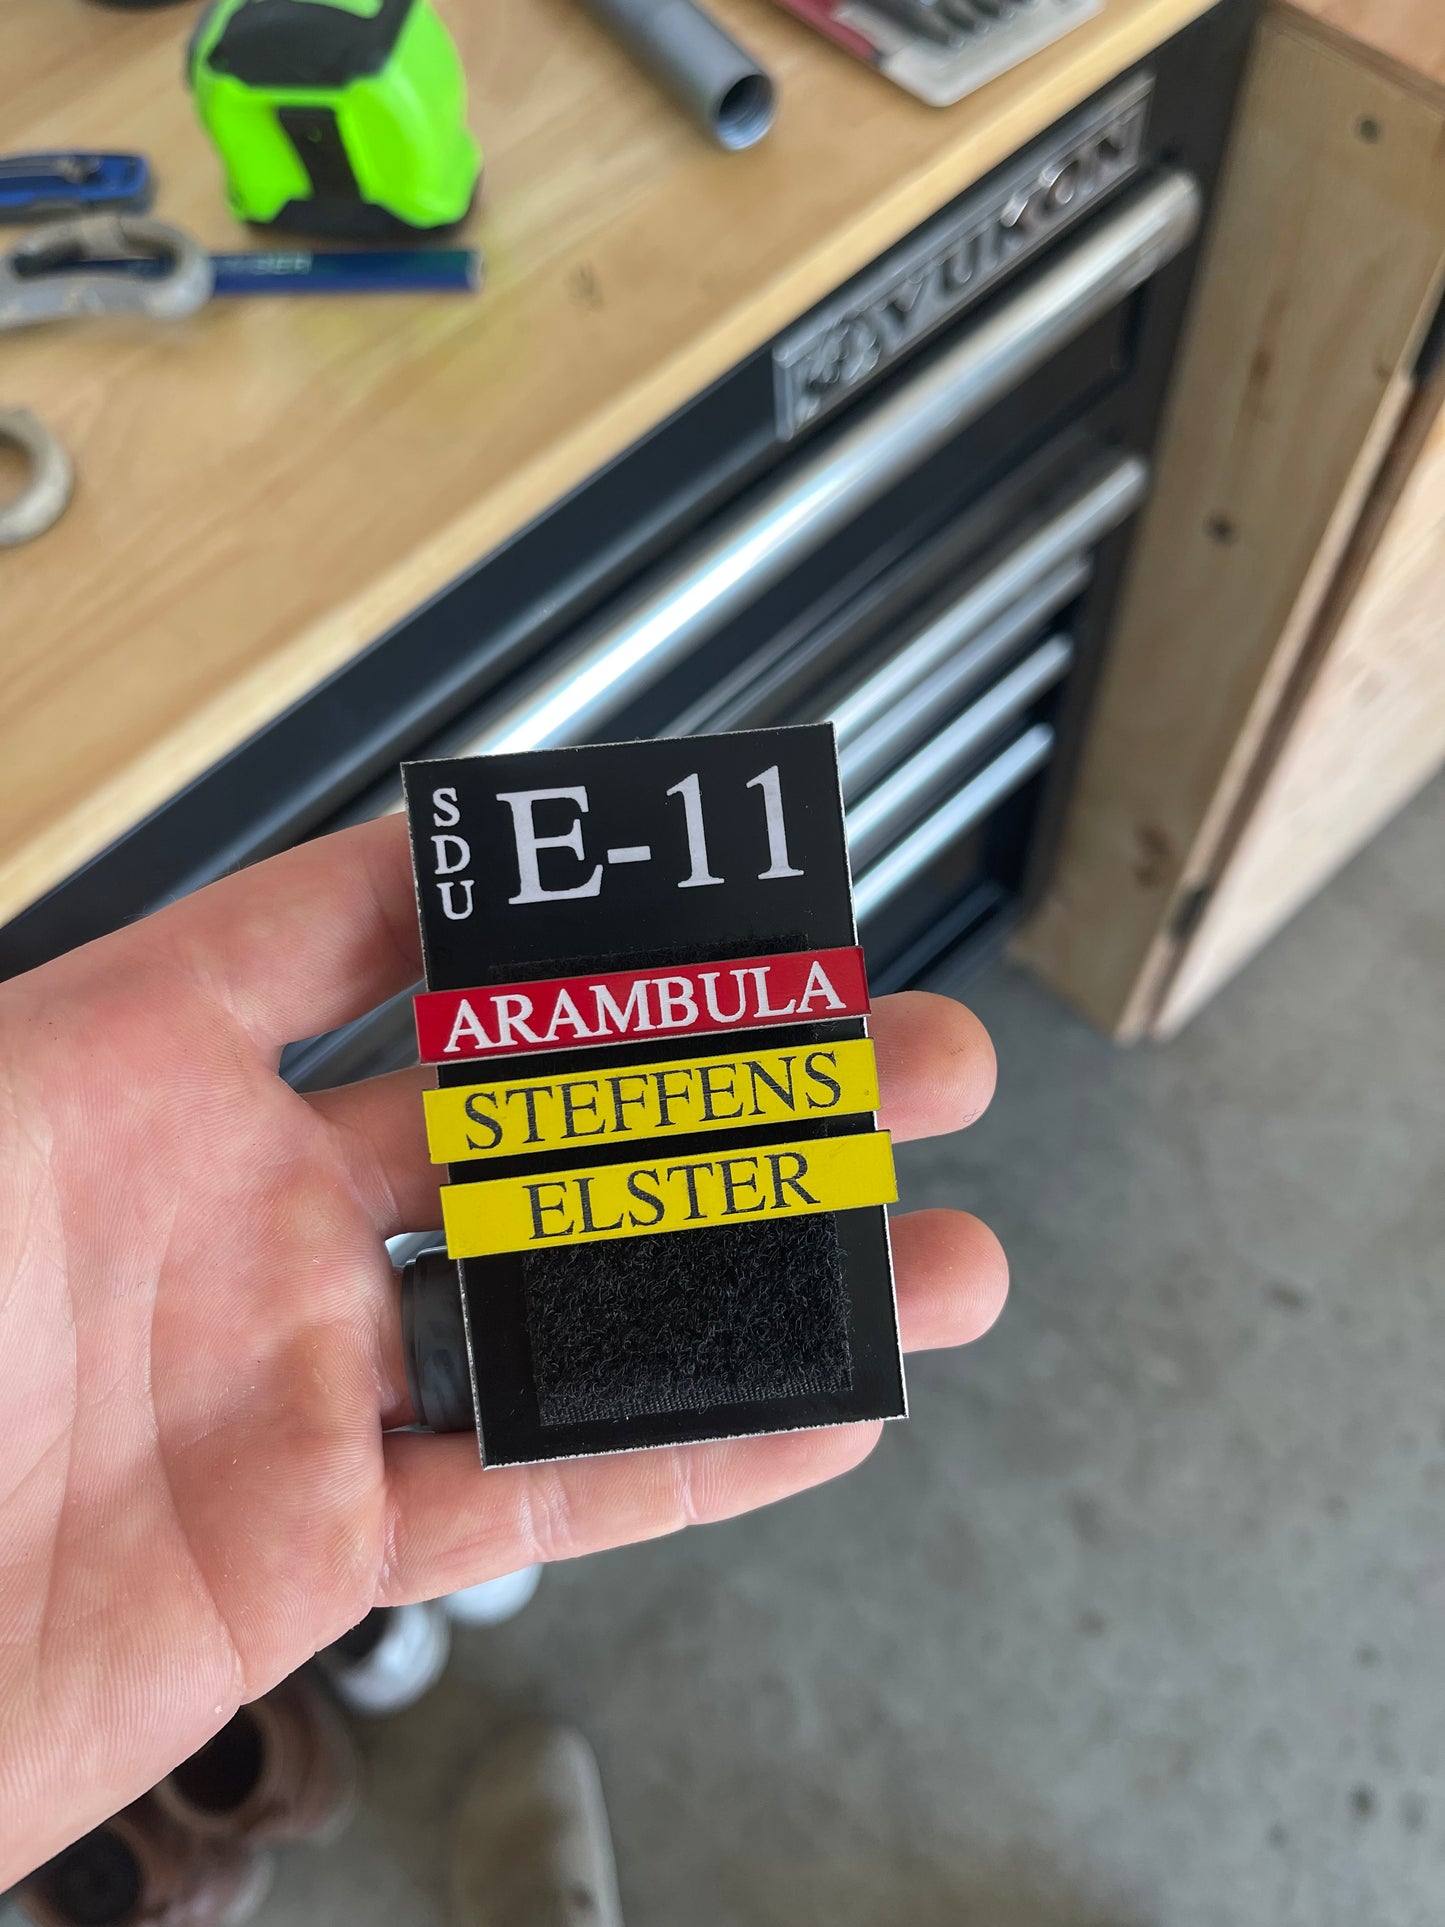 YUKON
SDU
E-11
ARAMBULA
STEFFENS
ELSTER